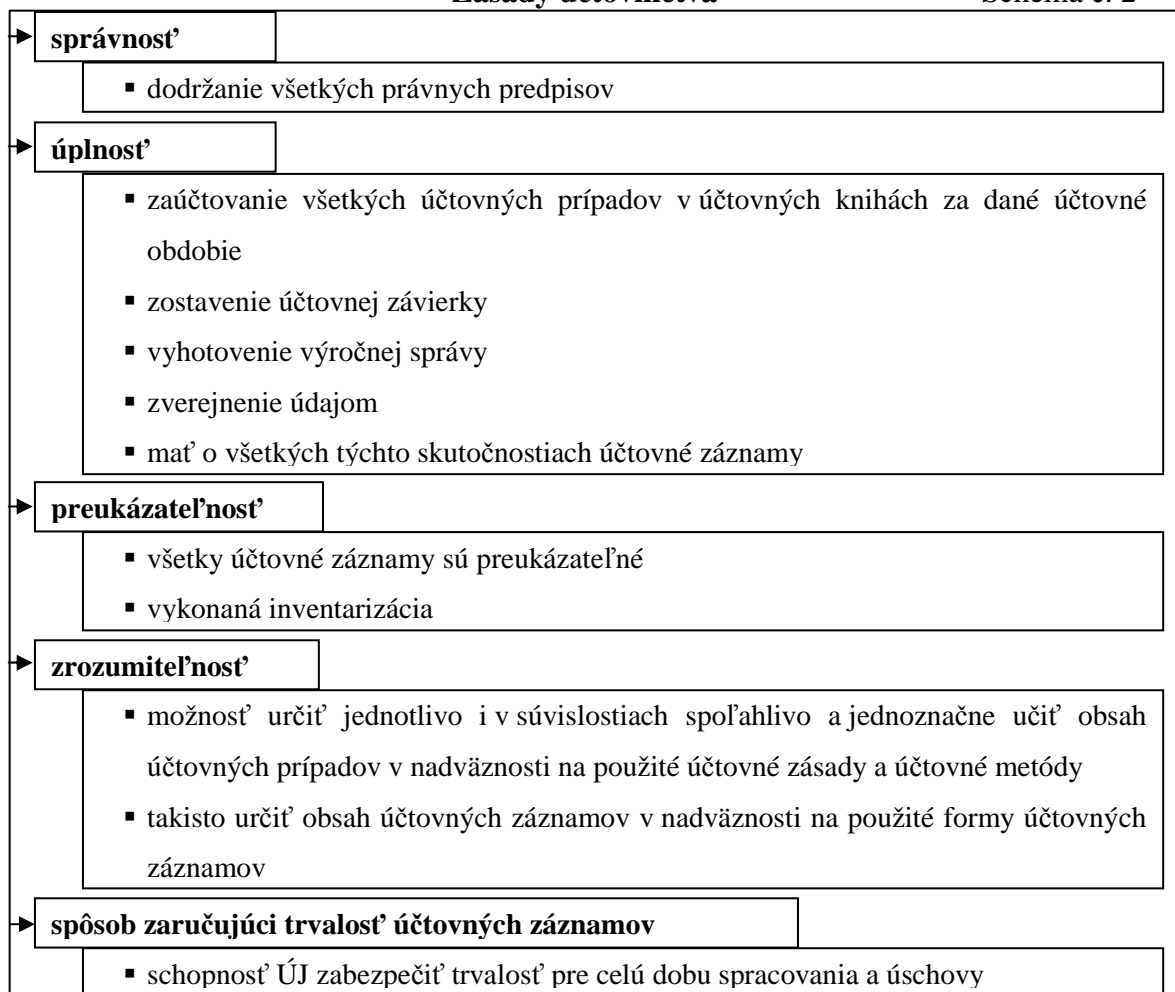 Zásady účtovníctva Schéma č. 2
správnosť
▪ dodržanie všetkých právnych predpisov
úplnosť
▪ zaúčtovanie všetkých účtovných prípadov v účtovných knihách za dané účtovné
obdobie
▪ zostavenie účtovnej závierky
▪ vyhotovenie výročnej správy
▪ zverejnenie údajom
▪ mať o všetkých týchto skutočnostiach účtovné záznamy
preukázateľnosť
▪ všetky účtovné záznamy sú preukázateľné
▪ vykonaná inventarizácia
zrozumiteľnosť
▪ možnosť určiť jednotlivo i v súvislostiach spoľahlivo a jednoznačne učiť obsah
účtovných prípadov v nadväznosti na použité účtovné zásady a účtovné metódy
▪ takisto určiť obsah účtovných záznamov v nadväznosti na použité formy účtovných
záznamov
spôsob zaručujúci trvalosť účtovných záznamov
▪ schopnosť ÚJ zabezpečiť trvalosť pre celú dobu spracovania a úschovy